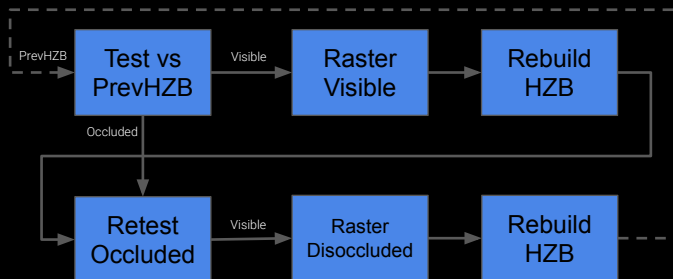 PrevHZB
Test vs
PrevHZB
Visible
Raster
Visible
Rebuild
HZB
Occluded
Retest
Occluded
Visible
Raster
Disoccluded
Rebuild
HZB